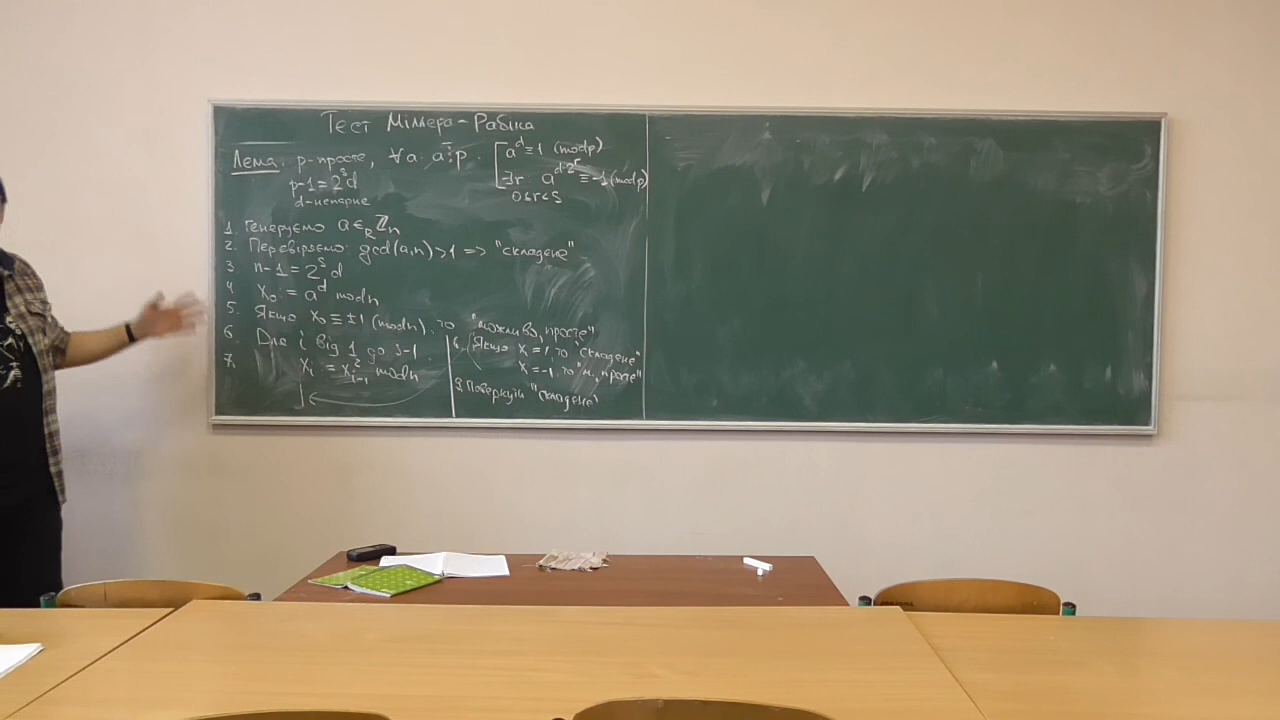 Тест Міллера-Рабіна
Лема: p-просте, ∀a a⋮̸p. [ a^d ≡ 1 (mod p)
p-1=2^s d
∃r a^{d·2^r} ≡ -1 (mod p)
d-непарне
0≤r<s
1. Генеруємо a ∈_R ℤ_n
2. Перевіряємо: gcd(a,n)>1 => "складене"
3. n-1 = 2^s d
4. x_0 = a^d mod n
5. Якщо x_0 ≡ ±1 (mod n), то "можливо, просте"
6. Для i від 1 до s-1
7. x_i = x_{i-1}^2 mod n
Якщо x_i = 1, то "складене"
x_i = -1, то "м. просте"
Поверкути "складене"